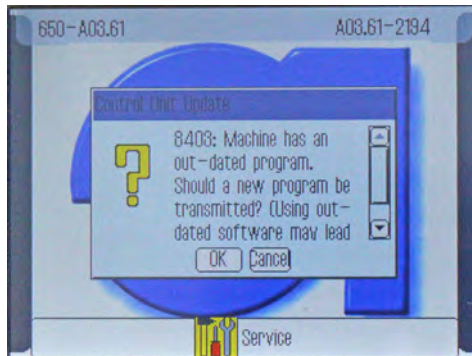 650-A03.61
A03.61-2194
Control Unit Update
8403: Machine has an
out-dated program.
Should a new program be
transmitted? (Using out-
dated software may lead
OK
Cancel
Service